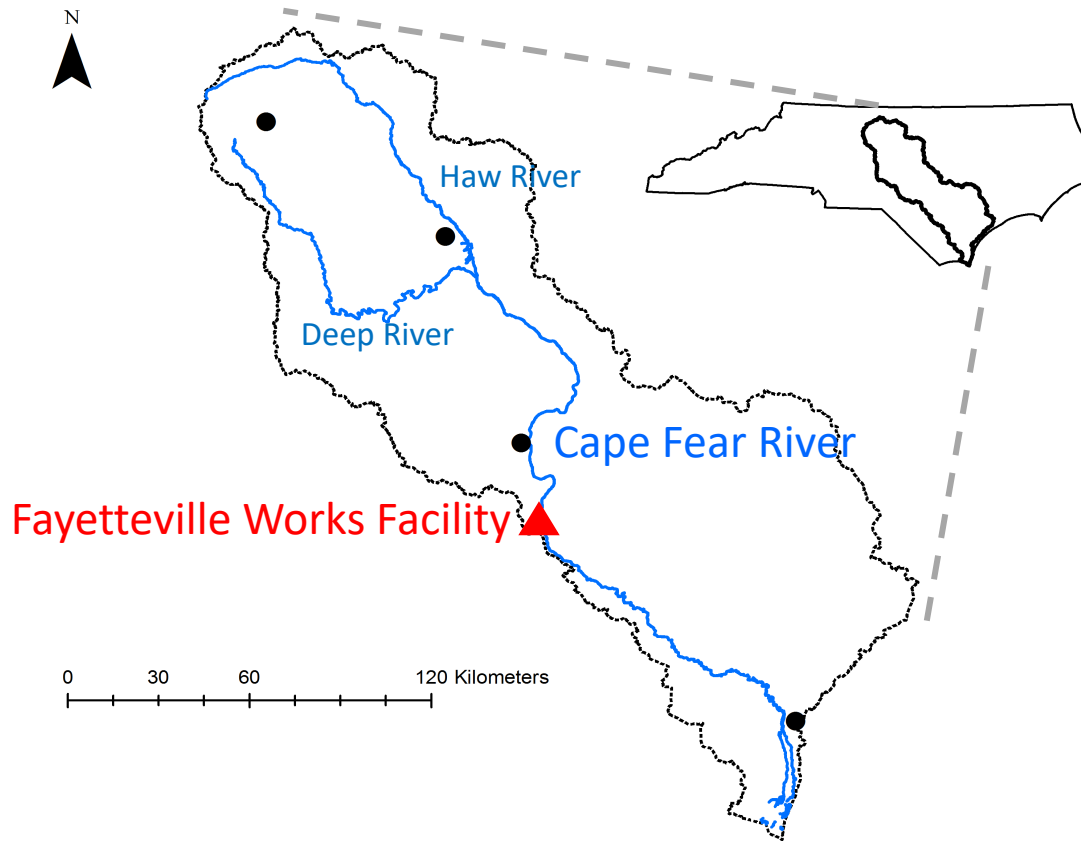 N
Haw River
Deep River
Cape Fear River
Fayetteville Works Facility
0 30 60 120 Kilometers